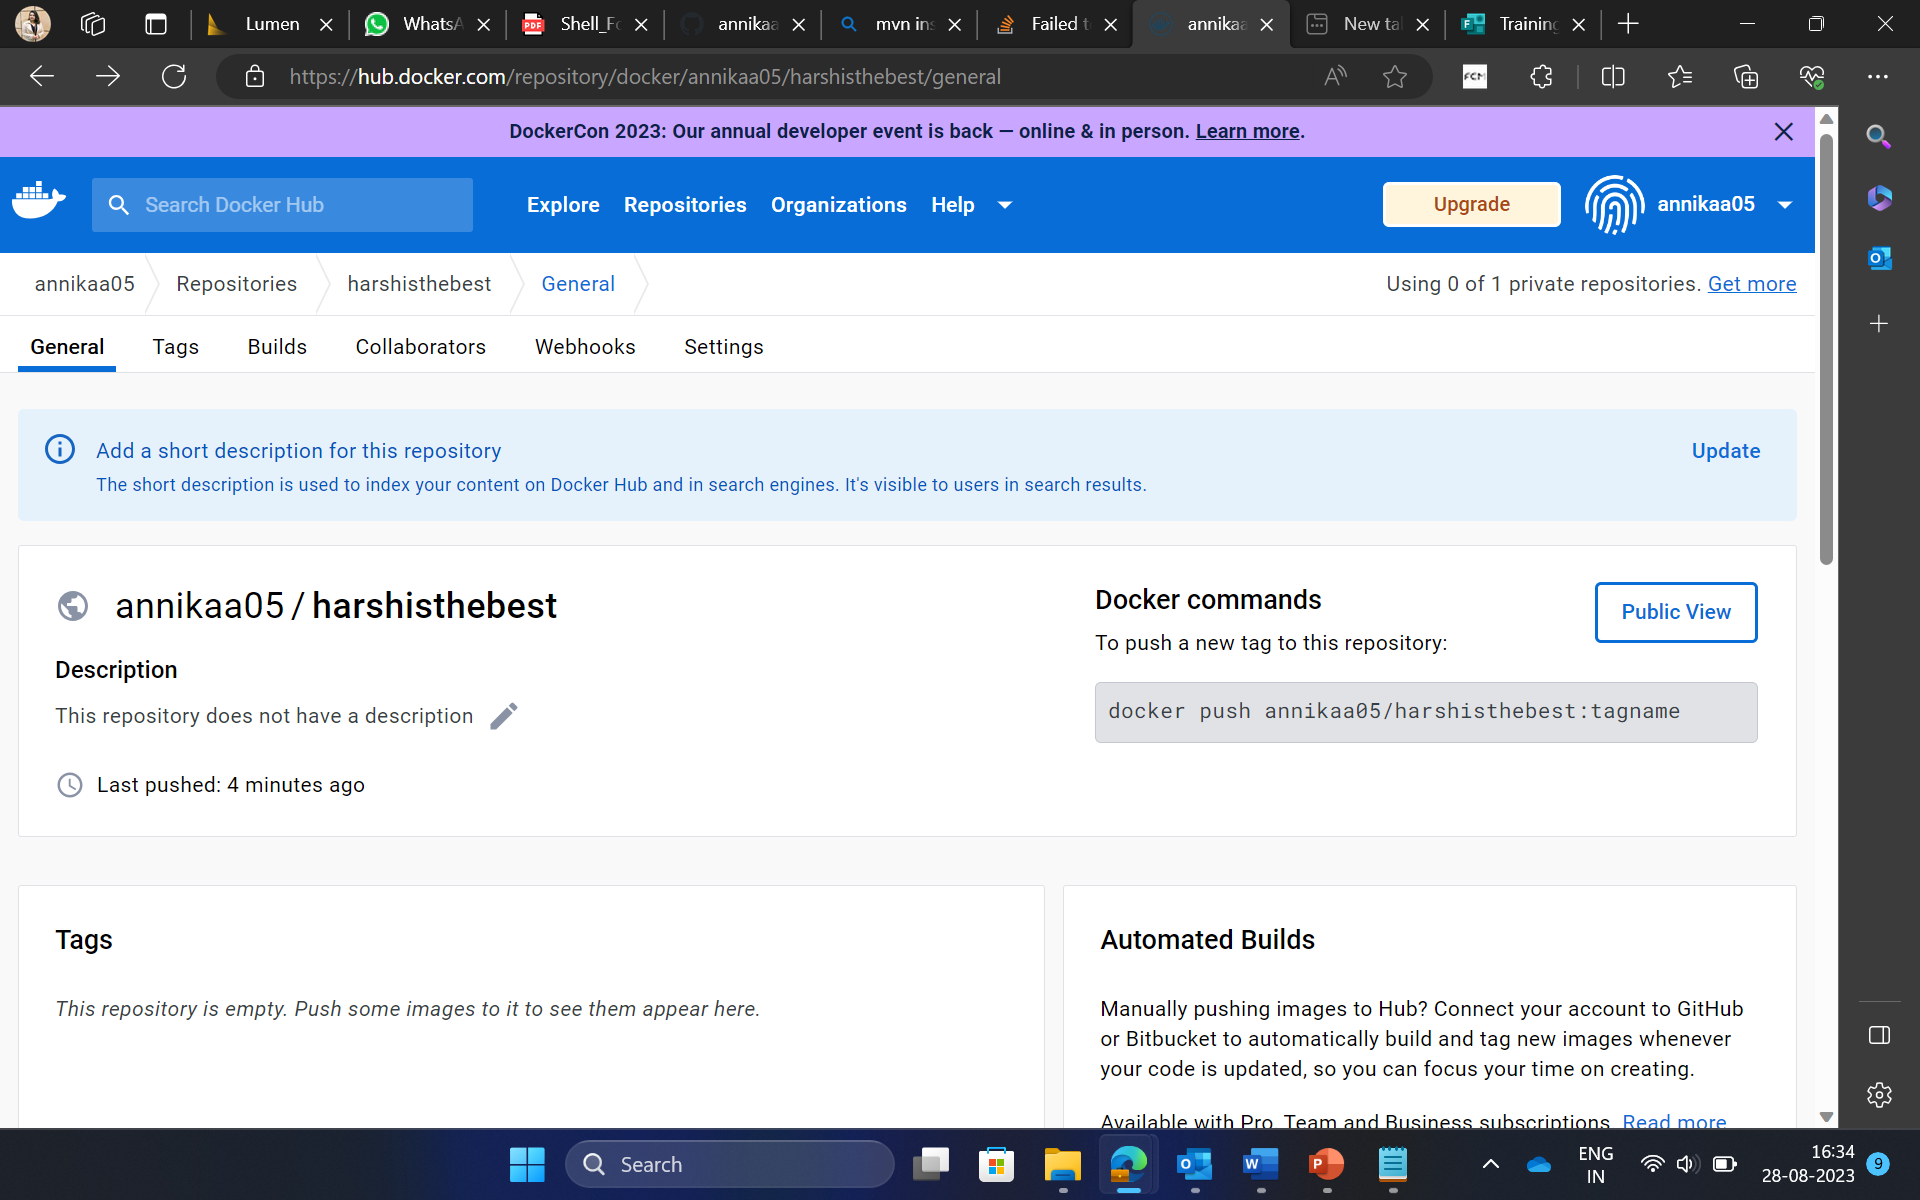 Lumen
WhatsA
PDF
Shell_Fo
annikaa
mvn ins
Failed t
annikaa
New tab
Training
https://hub.docker.com/repository/docker/annikaa05/harshisthebest/general
FCM
DockerCon 2023: Our annual developer event is back — online & in person. Learn more.
Search Docker Hub
Explore
Repositories
Organizations
Help
Upgrade
annikaa05
annikaa05
Repositories
harshisthebest
General
Using 0 of 1 private repositories. Get more
General
Tags
Builds
Collaborators
Webhooks
Settings
Add a short description for this repository
Update
The short description is used to index your content on Docker Hub and in search engines. It's visible to users in search results.
annikaa05 / harshisthebest
Docker commands
Public View
To push a new tag to this repository:
Description
This repository does not have a description
docker push annikaa05/harshisthebest:tagname
Last pushed: 4 minutes ago
Tags
This repository is empty. Push some images to it to see them appear here.
Automated Builds
Manually pushing images to Hub? Connect your account to GitHub
or Bitbucket to automatically build and tag new images whenever
your code is updated, so you can focus your time on creating.
Available with Pro, Team and Business subscriptions. Read more
Search
ENG
IN
16:34
28-08-2023
9